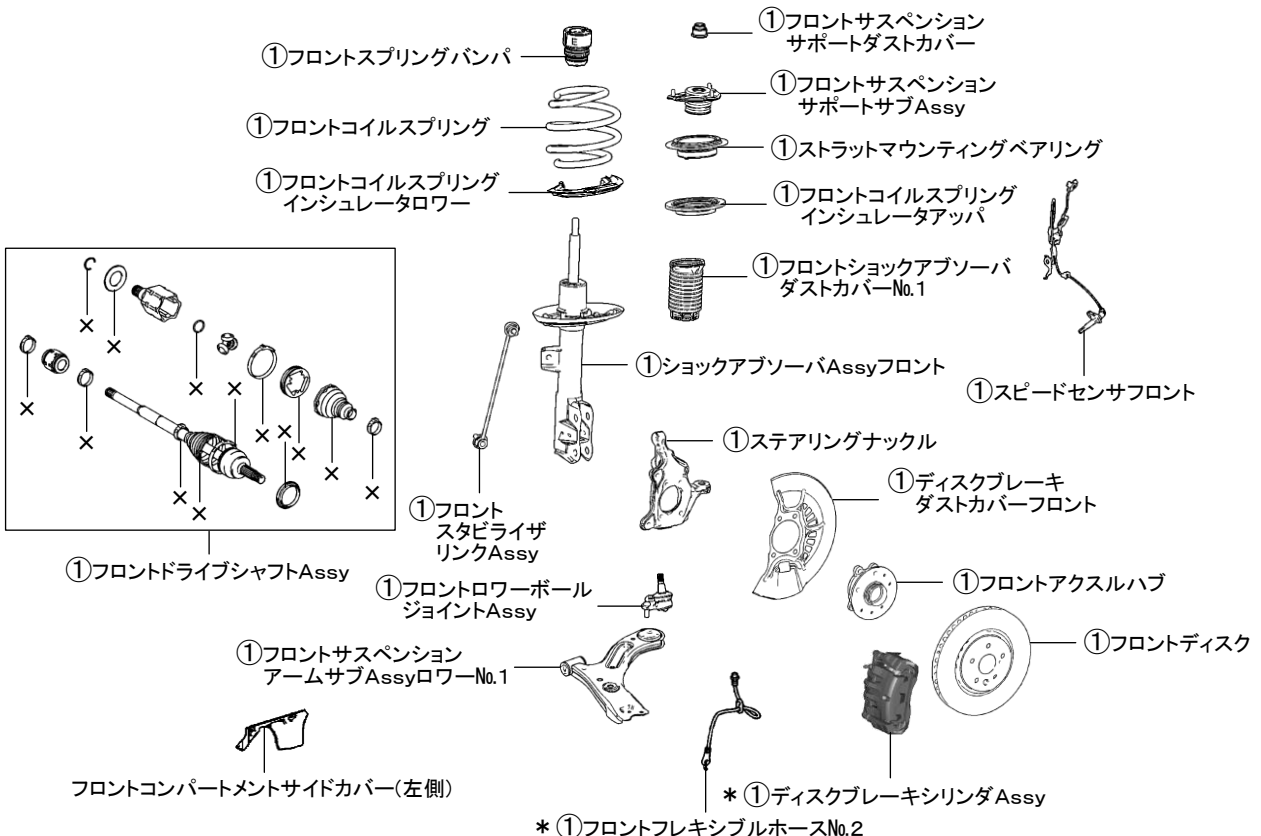 ①フロントサスペンション
サポートダストカバー
①フロントスプリングバンパ
E
①フロントサスペンション
サポートサブAssy
①フロントコイルスプリング
①ストラットマウンティングベアリング
①フロントコイルスプリング
インシュレータロワー
①フロントコイルスプリング
インシュレータアッパ
①フロントショックアブソーバ
ダストカバー№1
①ショックアブソーバAssyフロント
①スピードセンサフロント
×
×
×
×
×
×
×
×
×
×
×
×
×
①フロントドライブシャフトAssy
①ステアリングナックル
①ディスクブレーキ
ダストカバーフロント
①フロント
スタビライザ
リンクAssy
①フロントロワーボール
ジョイントAssy
①フロントアクスルハブ
①フロントディスク
①フロントサスペンション
アームサブAssyロワー№1
フロントコンパートメントサイドカバー(左側)
*①ディスクブレーキシリンダAssy
*①フロントフレキシブルホース№2